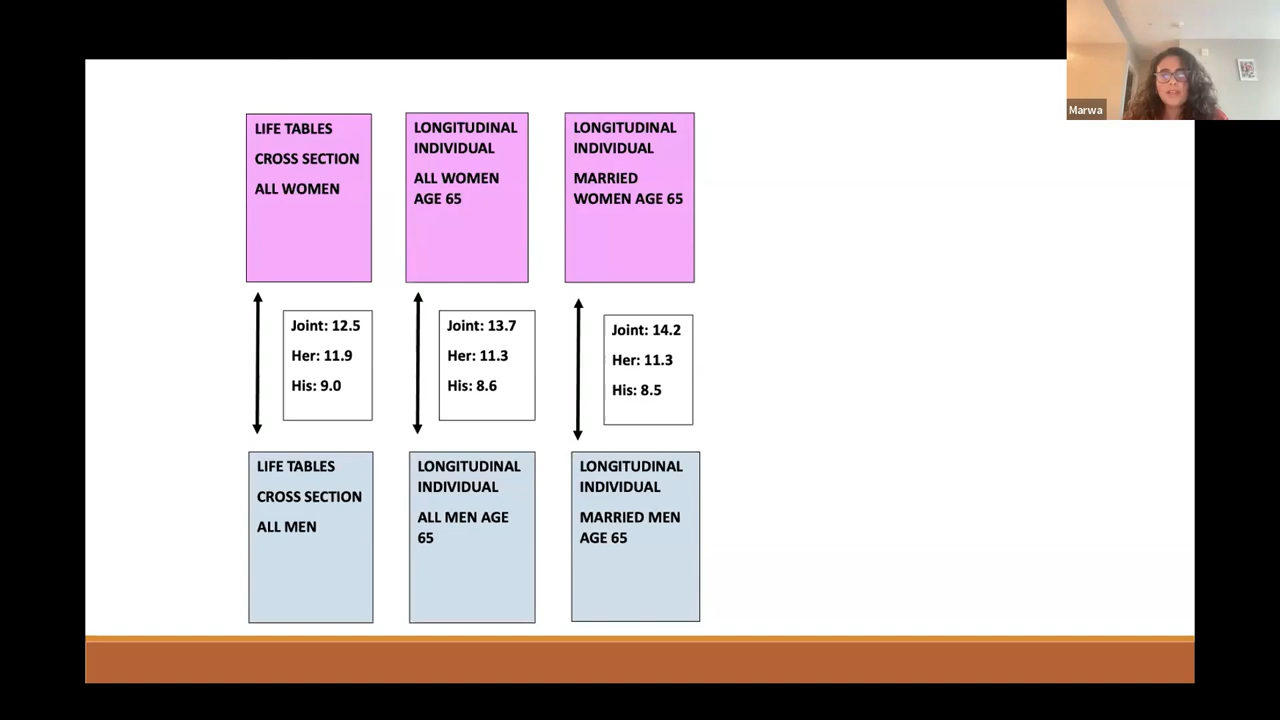 LIFE TABLES
CROSS SECTION
ALL WOMEN
LONGITUDINAL
INDIVIDUAL
ALL WOMEN
AGE 65
LONGITUDINAL
INDIVIDUAL
MARRIED
WOMEN AGE 65
Marwa
Joint: 12.5
Her: 11.9
His: 9.0
Joint: 13.7
Her: 11.3
His: 8.6
Joint: 14.2
Her: 11.3
His: 8.5
LIFE TABLES
CROSS SECTION
ALL MEN
LONGITUDINAL
INDIVIDUAL
ALL MEN AGE
65
LONGITUDINAL
INDIVIDUAL
MARRIED MEN
AGE 65